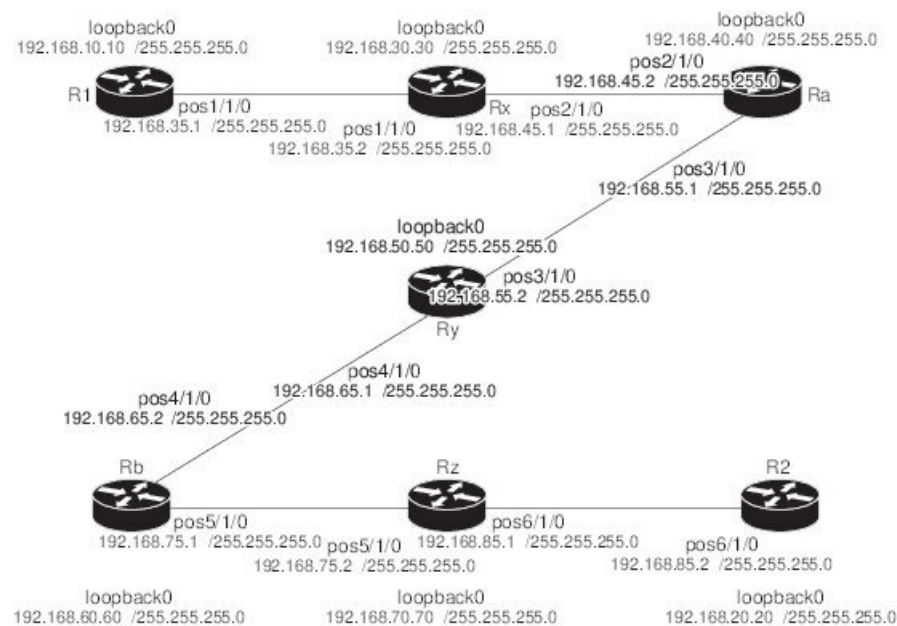 loopback0
192.168.10.10 /255.255.255.0
loopback0
192.168.30.30 /255.255.255.0
loopback0
192.168.40.40 /255.255.255.0
pos2/1/0
192.168.45.2 /255.255.255.0
R1
Rx
Ra
pos1/1/0
192.168.35.1 /255.255.255.0
pos1/1/0
192.168.35.2 /255.255.255.0
pos2/1/0
192.168.45.1 /255.255.255.0
pos3/1/0
192.168.55.1 /255.255.255.0
loopback0
192.168.50.50 /255.255.255.0
pos3/1/0
192.168.55.2 /255.255.255.0
Ry
pos4/1/0
192.168.65.1 /255.255.255.0
pos4/1/0
192.168.65.2 /255.255.255.0
Rb
Rz
R2
pos5/1/0
192.168.75.1 /255.255.255.0
pos5/1/0
192.168.75.2 /255.255.255.0
pos6/1/0
192.168.85.1 /255.255.255.0
pos6/1/0
192.168.85.2 /255.255.255.0
loopback0
192.168.60.60 /255.255.255.0
loopback0
192.168.70.70 /255.255.255.0
loopback0
192.168.20.20 /255.255.255.0